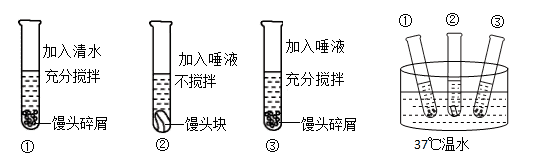 加入清水
充分搅拌
馒头碎屑
①
加入唾液
不搅拌
馒头块
②
加入唾液
充分搅拌
馒头碎屑
③
① ② ③
37℃温水